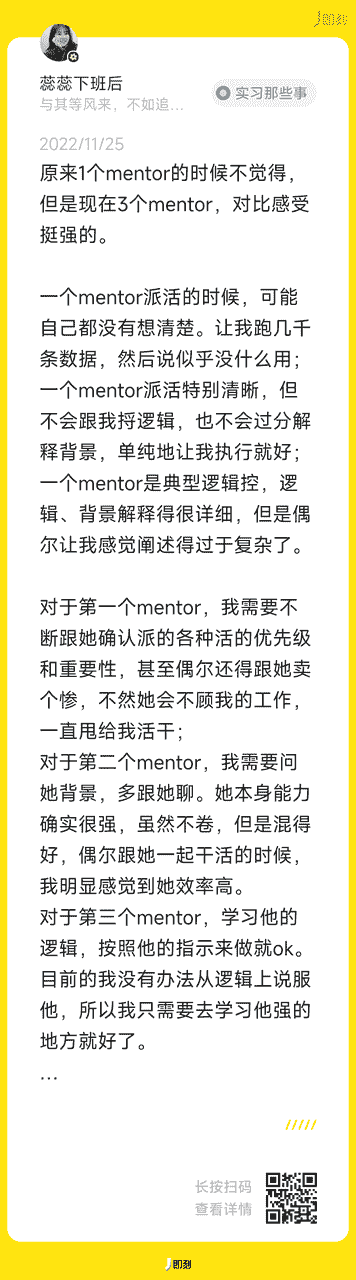 即刻
蕊蕊下班后
与其等风来，不如追...
实习那些事
2022/11/25
原来1个mentor的时候不觉得，
但是现在3个mentor，对比感受
挺强的。
一个mentor派活的时候，可能
自己都没有想清楚。让我跑几千
条数据，然后说似乎没什么用；
一个mentor派活特别清晰，但
不会跟我捋逻辑，也不会过分解
释背景，单纯地让我执行就好；
一个mentor是典型逻辑控，逻
辑、背景解释得很详细，但是偶
尔让我感觉阐述得过于复杂了。
对于第一个mentor，我需要不
断跟她确认派的各种活的优先级
和重要性，甚至偶尔还得跟她卖
个惨，不然她会不顾我的工作，
一直甩给我活干；
对于第二个mentor，我需要问
她背景，多跟她聊。她本身能力
确实很强，虽然不卷，但是混得
好，偶尔跟她一起干活的时候，
我明显感觉到她效率高。
对于第三个mentor，学习他的
逻辑，按照他的指示来做就ok。
目前的我没有办法从逻辑上说服
他，所以我只需要去学习他强的
地方就好了。
...
长按扫码
查看详情
即刻